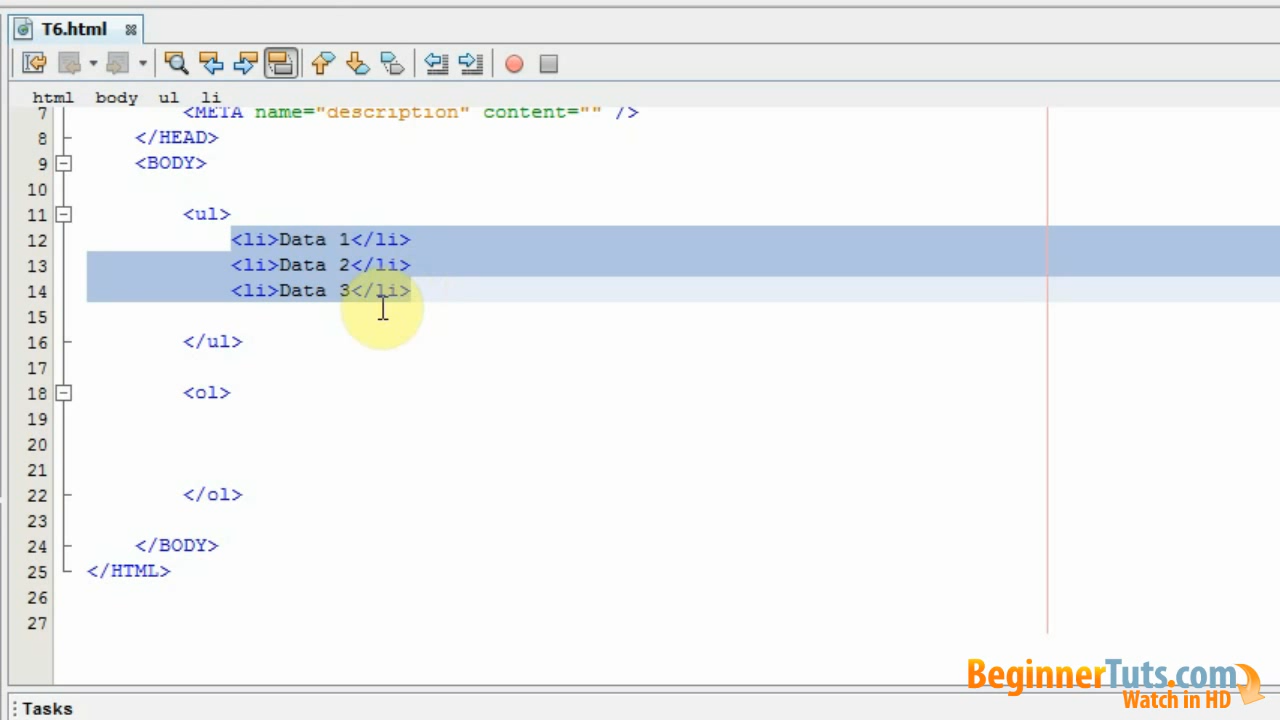 T6.html
html body ul li
7 <META name="description" content="" />
8 </HEAD>
9 <BODY>
10
11 <ul>
12 <li>Data 1</li>
13 <li>Data 2</li>
14 <li>Data 3</li>
15
16 </ul>
17
18 <ol>
19
20
21
22 </ol>
23
24 </BODY>
25 </HTML>
26
27
BeginnerTuts.com
Watch in HD
Tasks